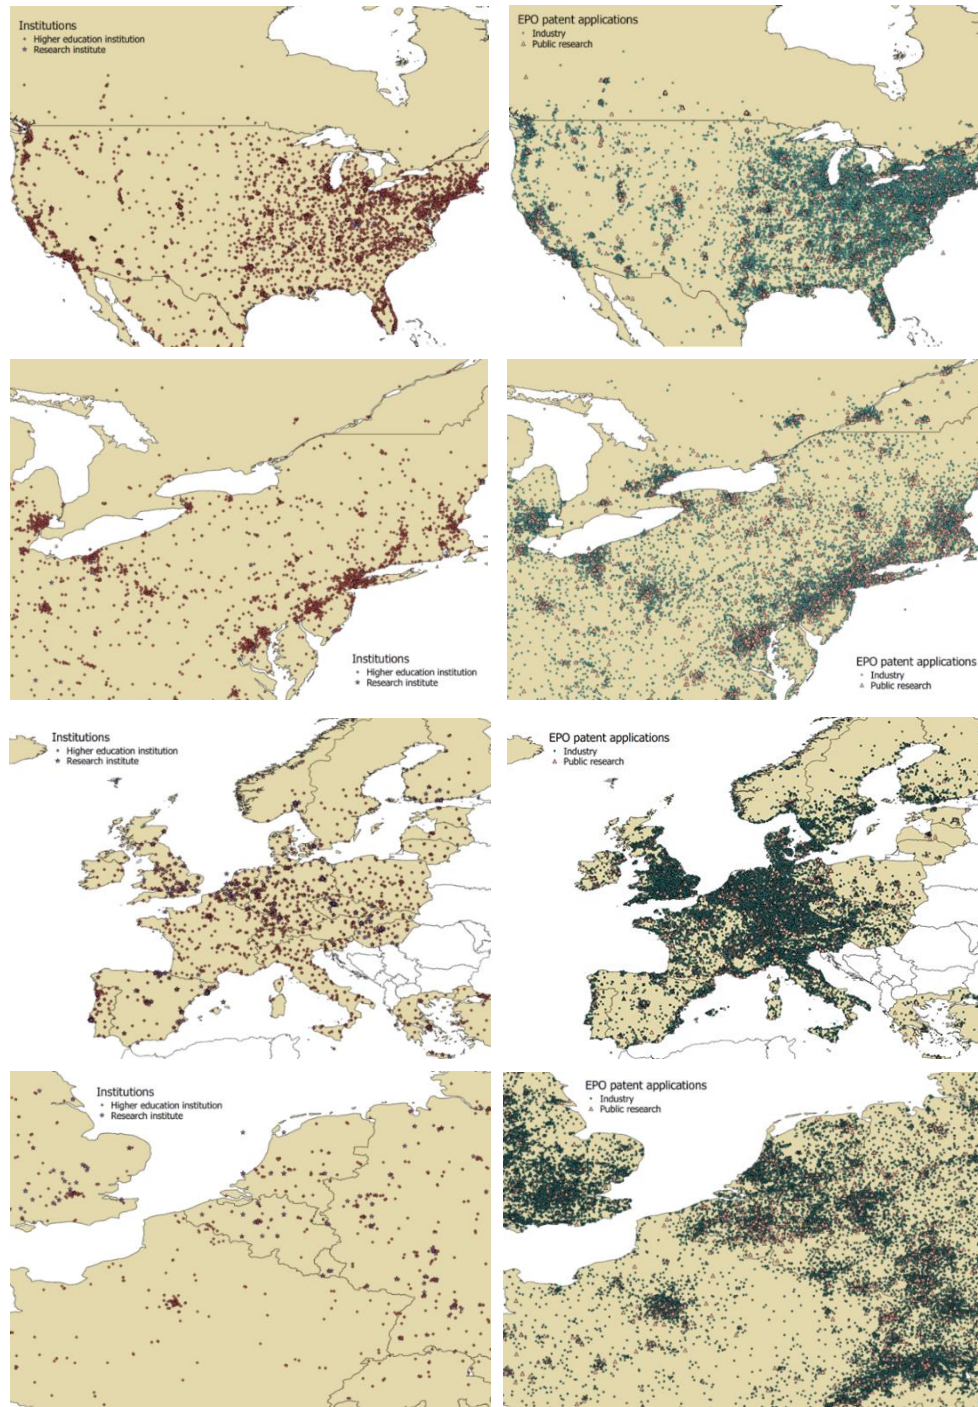 Institutions
Higher education institution
Research institute
EPO patent applications
Industry
Public research
Institutions
Higher education institution
Research institute
EPO patent applications
Industry
Public research
Institutions
Higher education institution
Research institute
EPO patent applications
Industry
Public research
Institutions
Higher education institution
Research institute
EPO patent applications
Industry
Public research